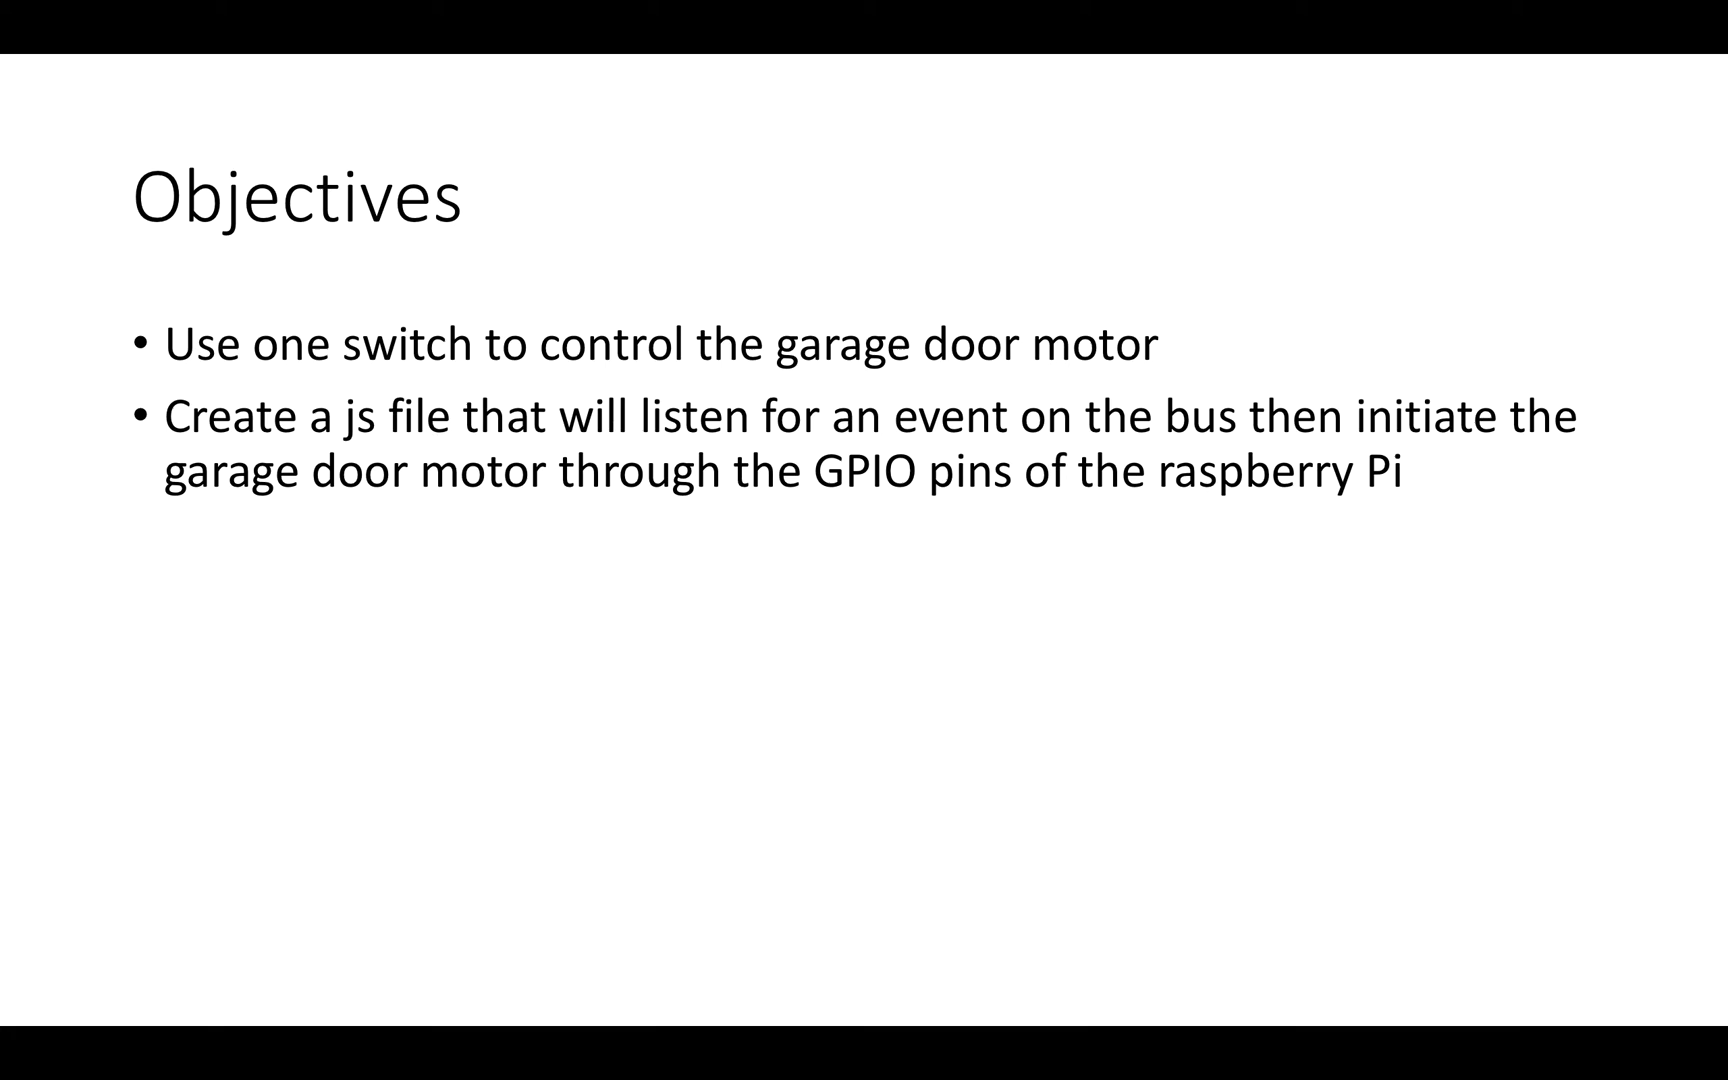 Objectives
• Use one switch to control the garage door motor
• Create a js file that will listen for an event on the bus then initiate the
garage door motor through the GPIO pins of the raspberry Pi